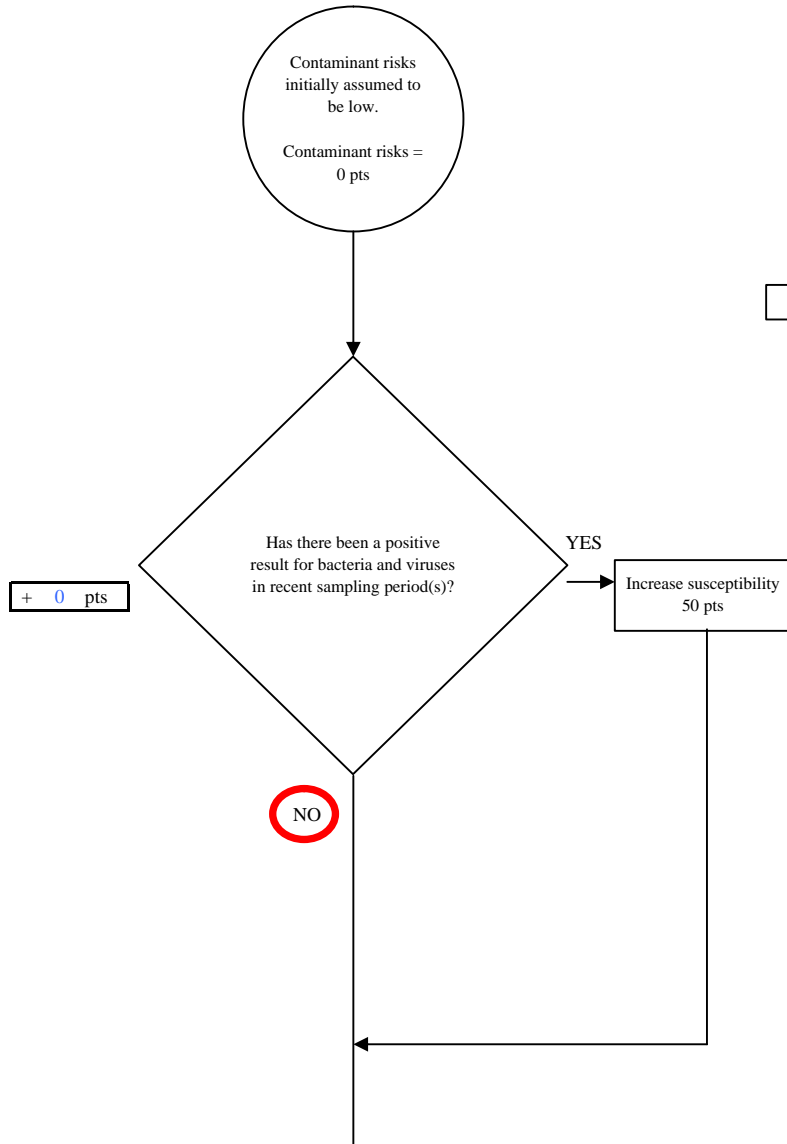 Contaminant risks
initially assumed to
be low.
Contaminant risks =
0 pts
Has there been a positive
result for bacteria and viruses
in recent sampling period(s)?
YES
+ 0 pts
Increase susceptibility
50 pts
NO